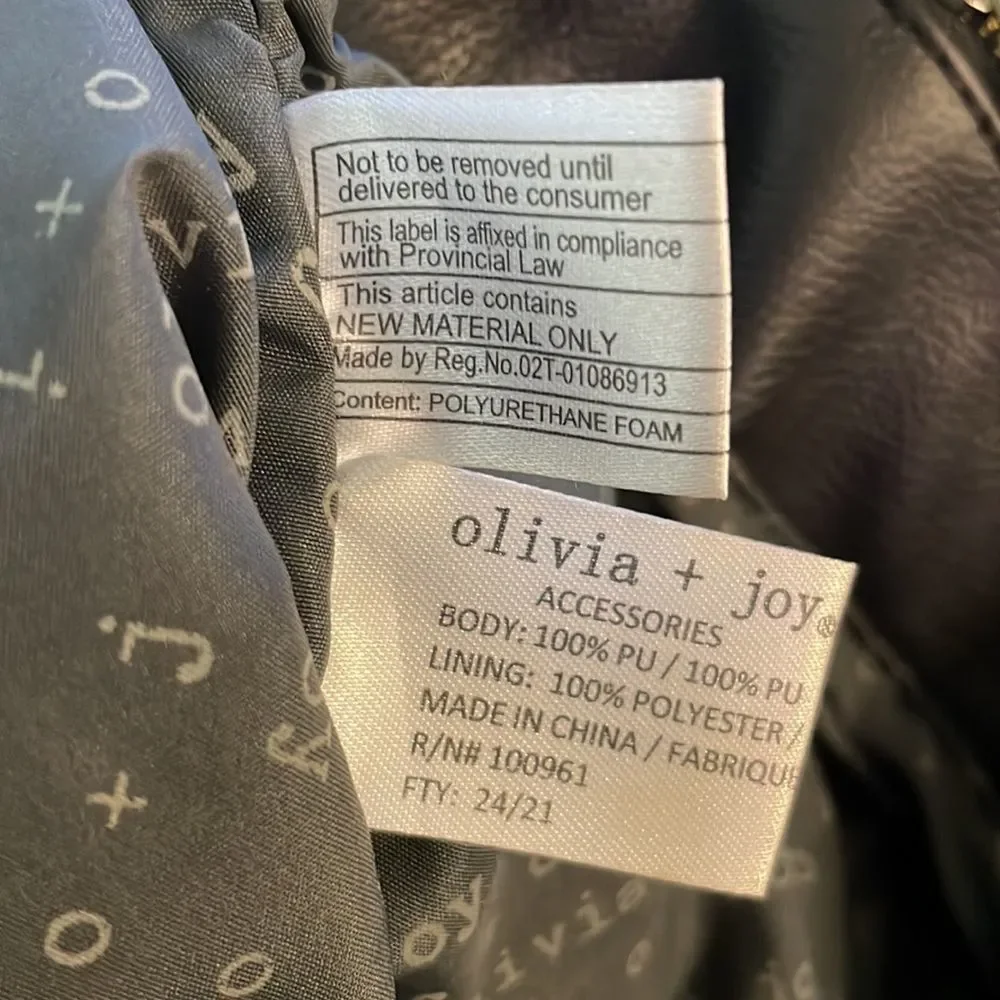 Not to be removed until
delivered to the consumer
This label is affixed in compliance
with Provincial Law
This article contains
NEW MATERIAL ONLY
Made by Reg.No.02T-01086913
Content: POLYURETHANE FOAM
olivia + joy®
ACCESSORIES
BODY: 100% PU / 100% PU
LINING: 100% POLYESTER /
MADE IN CHINA / FABRIQUE
R/N# 100961
FTY: 24/21